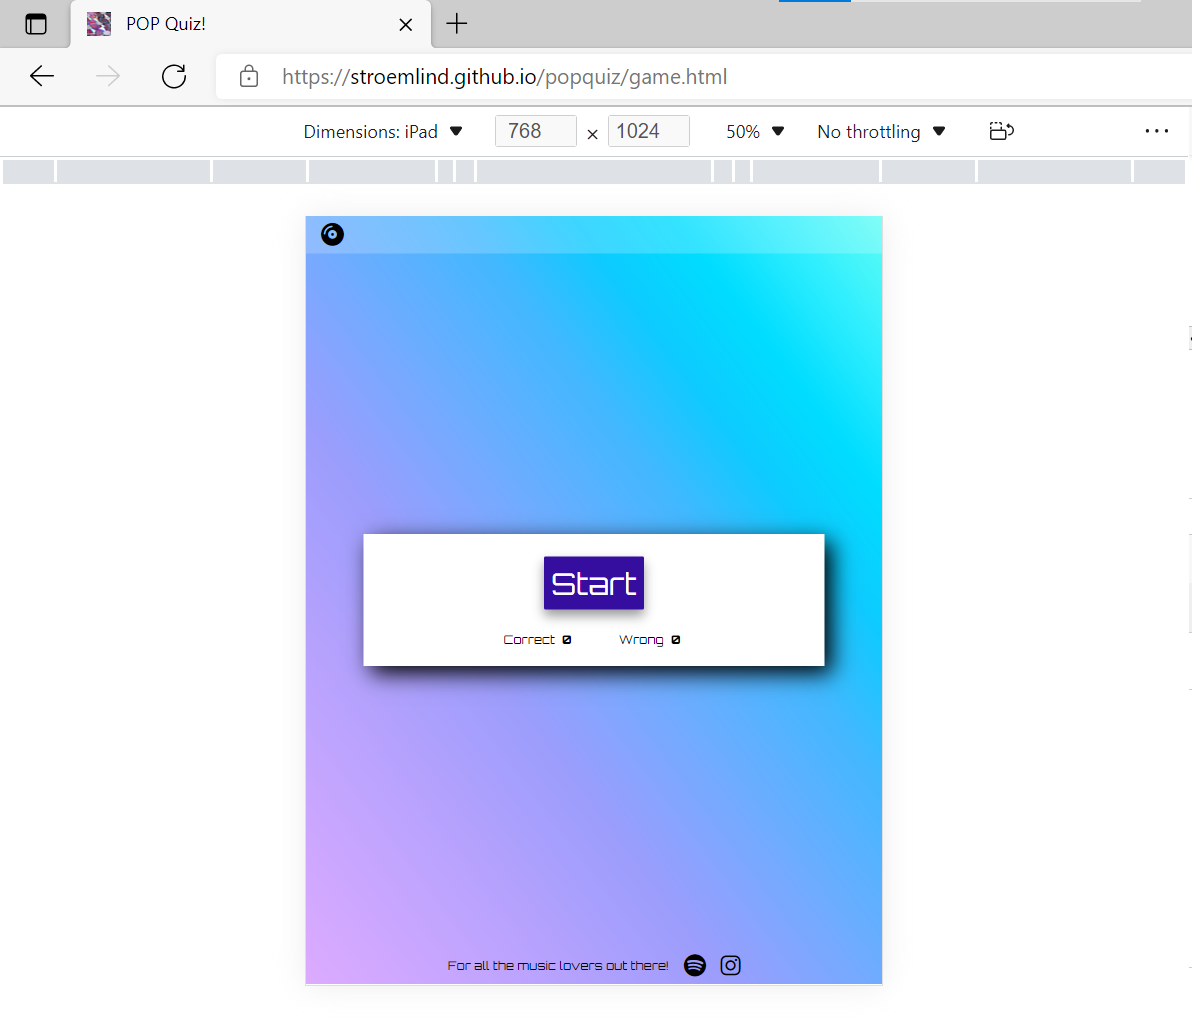 POP Quiz!
https://stroemlind.github.io/popquiz/game.html
Dimensions: iPad 768 × 1024 50% No throttling
Start
Correct 0 Wrong 0
For all the music lovers out there!